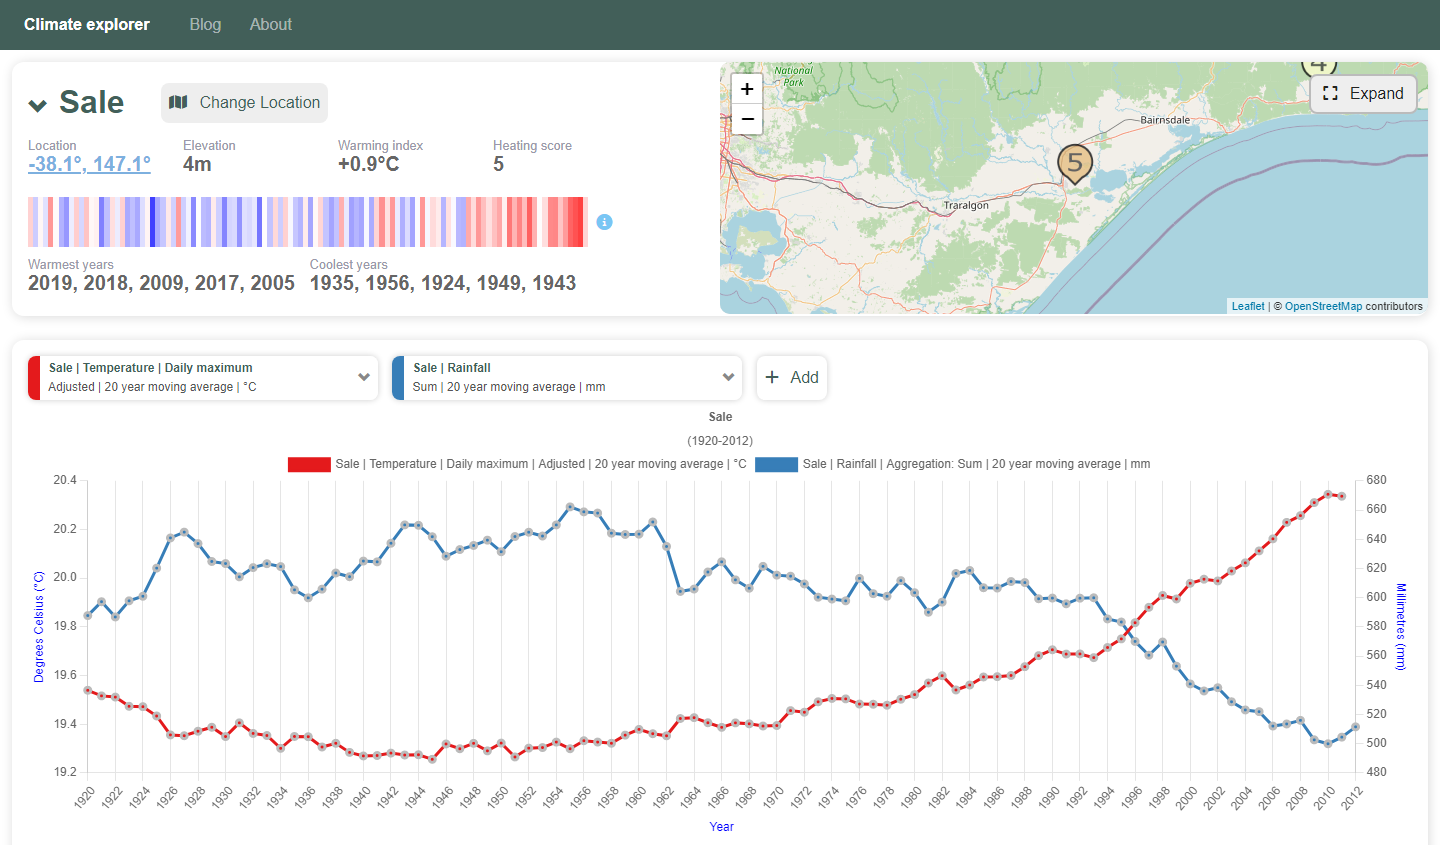 Climate explorer Blog About
Sale Change Location
Location Elevation Warming index Heating score
-38.1°, 147.1° 4m +0.9°C 5
Warmest years Coolest years
2019, 2018, 2009, 2017, 2005 1935, 1956, 1924, 1949, 1943
National
Park
4
+
−
Expand
Bairnsdale
5
Traralgon
Leaflet | © OpenStreetMap contributors
Sale | Temperature | Daily maximum
Adjusted | 20 year moving average | °C
Sale | Rainfall
Sum | 20 year moving average | mm
+ Add
Sale
(1920-2012)
Sale | Temperature | Daily maximum | Adjusted | 20 year moving average | °C Sale | Rainfall | Aggregation: Sum | 20 year moving average | mm
20.4
20.2
20.0
19.8
19.6
19.4
19.2
Degrees Celsius (°C)
680
660
640
620
600
580
560
540
520
500
480
Millimetres (mm)
1920 1922 1924 1926 1928 1930 1932 1934 1936 1938 1940 1942 1944 1946 1948 1950 1952 1954 1956 1958 1960 1962 1964 1966 1968 1970 1972 1974 1976 1978 1980 1982 1984 1986 1988 1990 1992 1994 1996 1998 2000 2002 2004 2006 2008 2010 2012
Year